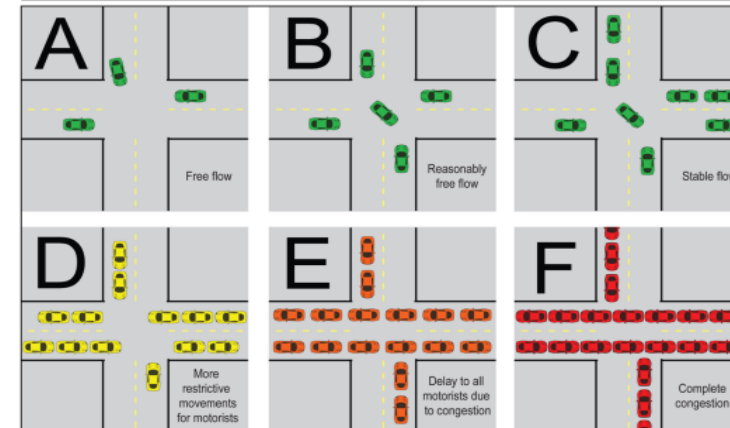 A
B
C
Free flow
Reasonably
free flow
Stable flo
D
E
F
More
restrictive
movements
for motorists
Delay to all
motorists due
to congestion
Complete
congestion